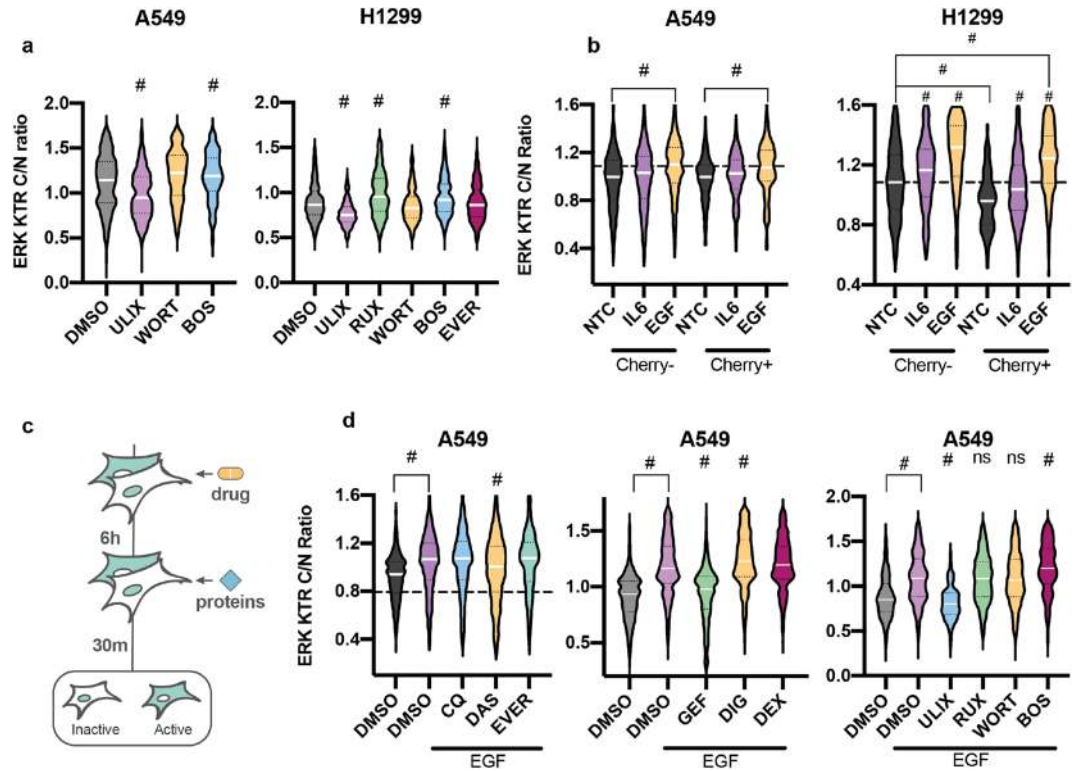 A549
H1299
a
ERK KTR C/N ratio
2.0
1.5
1.0
0.5
0.0
#
#
DMSO
ULIX
WORT
BOS
2.0
1.5
1.0
0.5
0.0
#
#
#
DMSO
ULIX
RUX
WORT
BOS
EVER
A549
H1299
b
ERK KTR C/N Ratio
1.6
1.2
0.8
0.4
#
#
NTC
IL6
EGF
NTC
IL6
EGF
Cherry-
Cherry+
1.6
1.2
0.8
0.4
#
#
#
#
#
#
NTC
IL6
EGF
NTC
IL6
EGF
Cherry-
Cherry+
c
drug
6h
proteins
30m
Inactive
Active
d
A549
ERK KTR C/N Ratio
1.6
1.2
0.8
0.4
#
#
DMSO
DMSO
CQ
DAS
EVER
EGF
A549
1.5
1.0
0.5
#
#
#
DMSO
DMSO
GEF
DIG
DEX
EGF
A549
2.0
1.5
1.0
0.5
0.0
#
#
ns
ns
#
DMSO
DMSO
ULIX
RUX
WORT
BOS
EGF